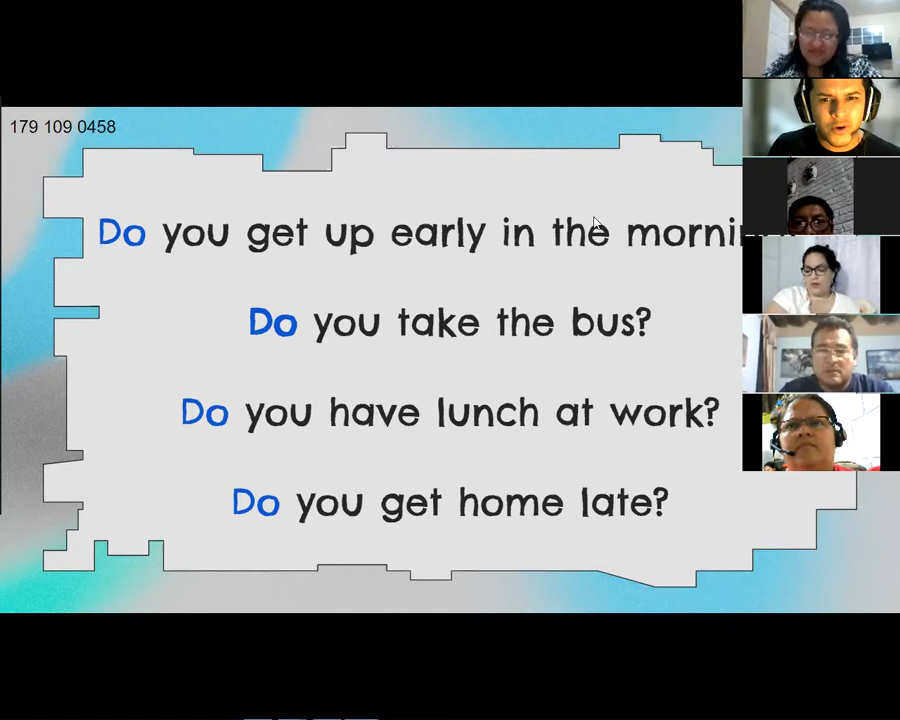 179 109 0458
Do you get up early in the morni
Do you take the bus?
Do you have lunch at work?
Do you get home late?